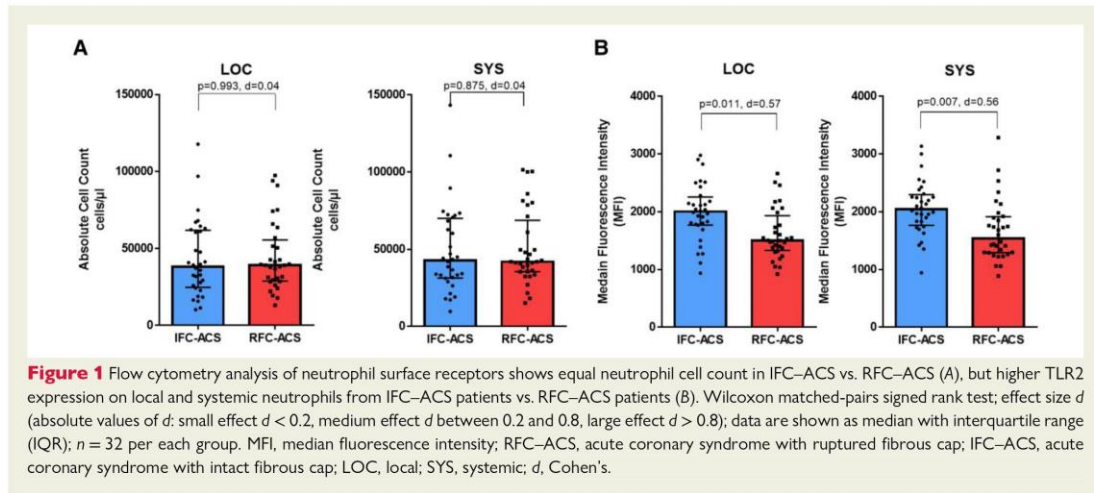 A
B
LOC
SYS
LOC
SYS
p=0.993, d=0.04
p=0.875, d=0.04
p=0.011, d=0.57
p=0.007, d=0.56
Absolute Cell Count
cells/µl
150000
100000
50000
0
IFC-ACS
RFC-ACS
Absolute Cell Count
cells/µl
150000
100000
50000
0
IFC-ACS
RFC-ACS
Medain Fluorescence Intensity
(MFI)
4000
3000
2000
1000
0
IFC-ACS
RFC-ACS
Median Fluorescence Intensity
(MFI)
4000
3000
2000
1000
0
IFC-ACS
RFC-ACS
Figure 1 Flow cytometry analysis of neutrophil surface receptors shows equal neutrophil cell count in IFC–ACS vs. RFC–ACS (A), but higher TLR2
expression on local and systemic neutrophils from IFC–ACS patients vs. RFC–ACS patients (B). Wilcoxon matched-pairs signed rank test; effect size d
(absolute values of d: small effect d < 0.2, medium effect d between 0.2 and 0.8, large effect d > 0.8); data are shown as median with interquartile range
(IQR); n = 32 per each group. MFI, median fluorescence intensity; RFC–ACS, acute coronary syndrome with ruptured fibrous cap; IFC–ACS, acute
coronary syndrome with intact fibrous cap; LOC, local; SYS, systemic; d, Cohen's.